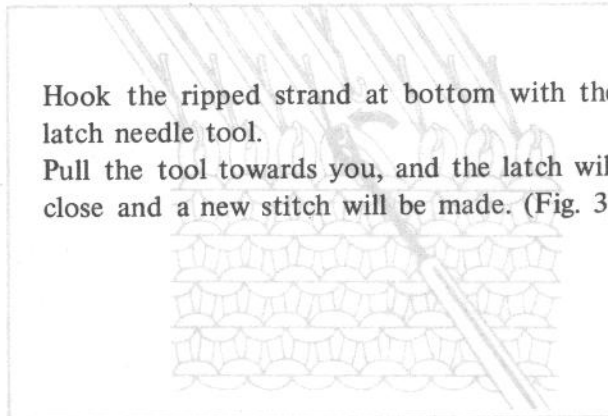 Hook the ripped strand at bottom with the
latch needle tool.
Pull the tool towards you, and the latch wil
close and a new stitch will be made. (Fig. 3